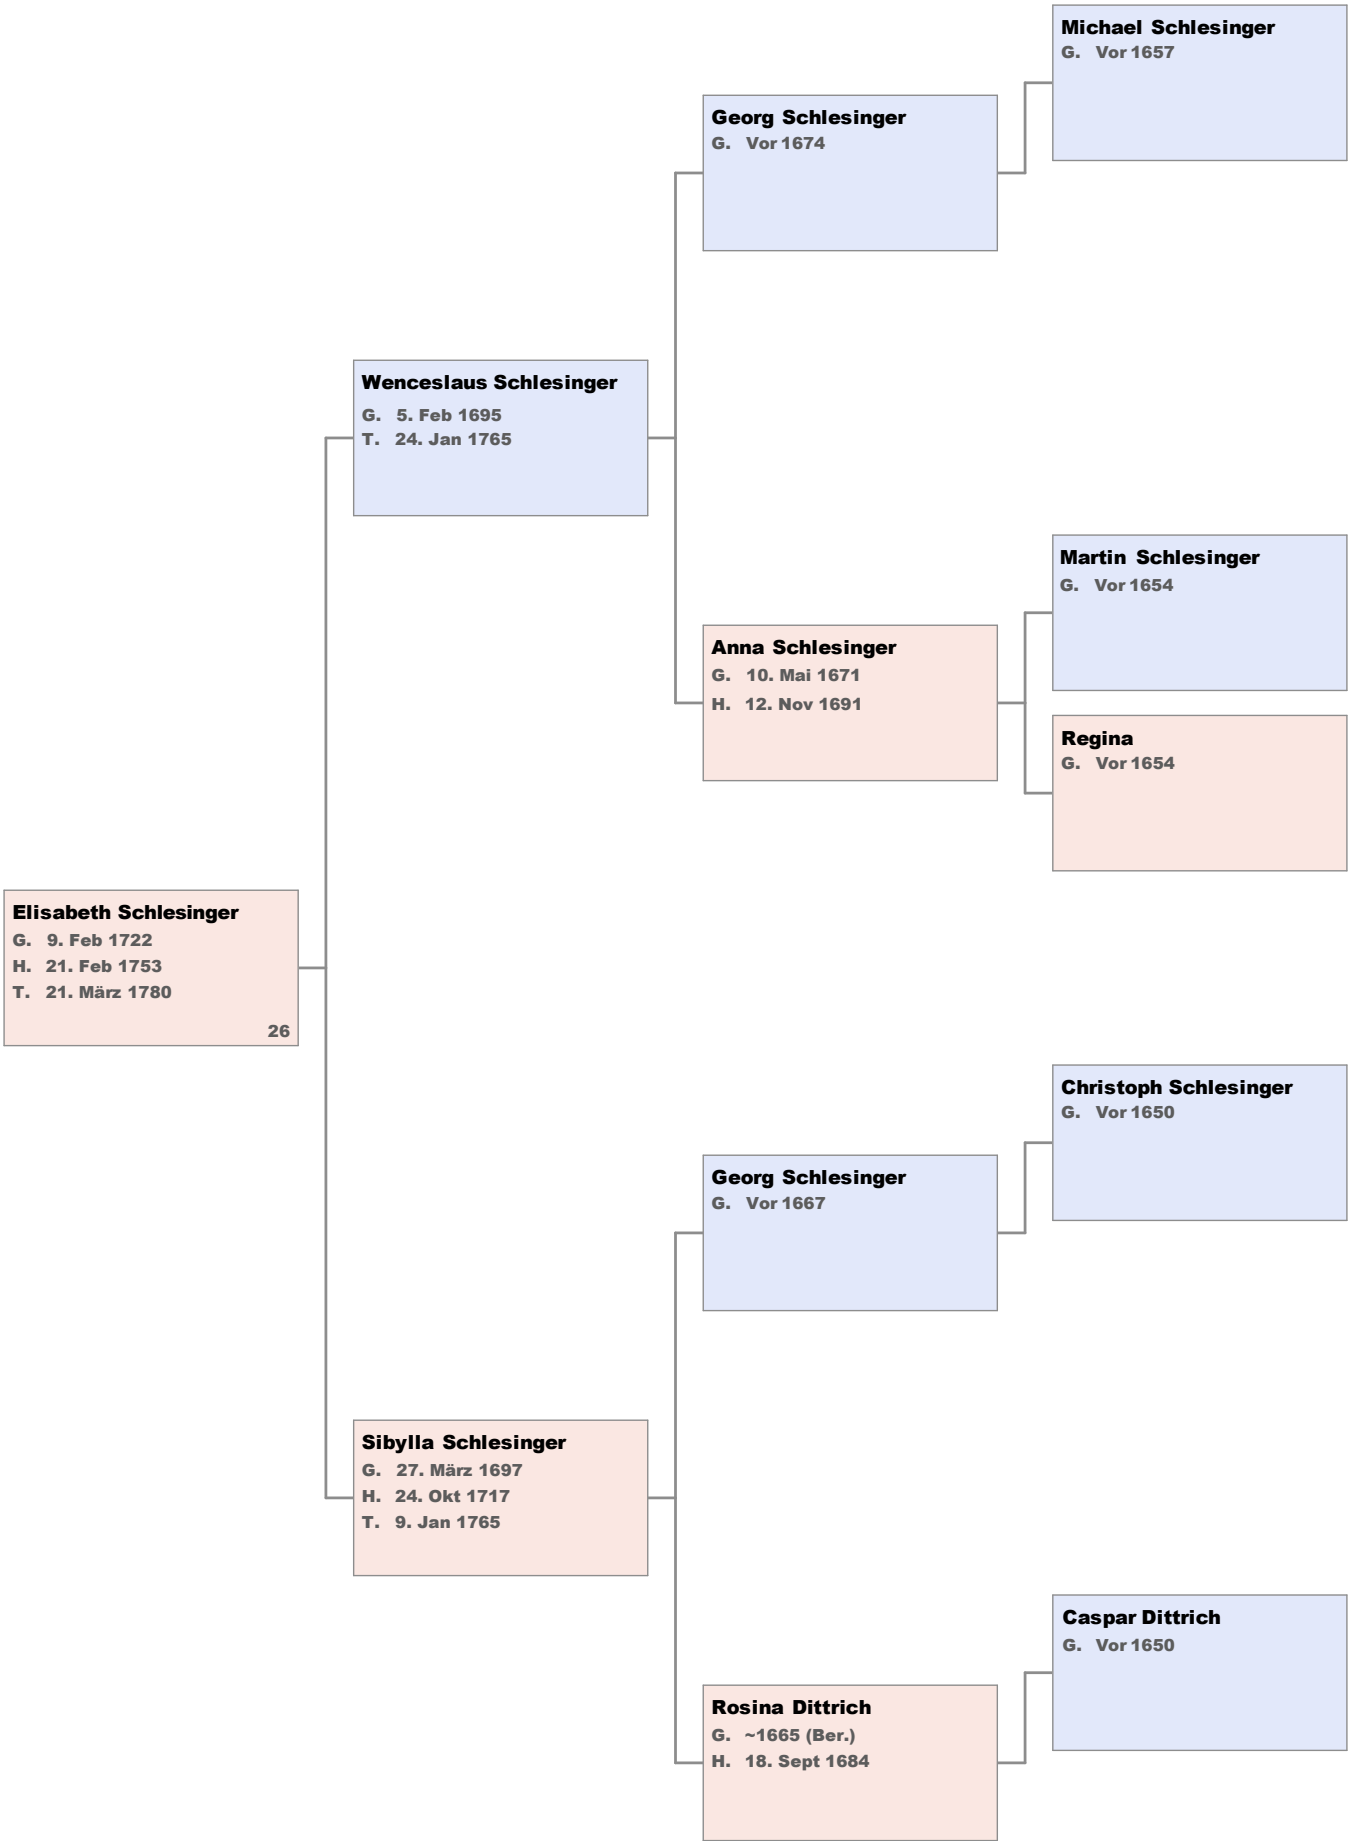 Michael Schlesinger
G. Vor 1657
Georg Schlesinger
G. Vor 1674
Wenceslaus Schlesinger
G. 5. Feb 1695
T. 24. Jan 1765
Martin Schlesinger
G. Vor 1654
Anna Schlesinger
G. 10. Mai 1671
H. 12. Nov 1691
Regina
G. Vor 1654
Elisabeth Schlesinger
G. 9. Feb 1722
H. 21. Feb 1753
T. 21. März 1780
26
Christoph Schlesinger
G. Vor 1650
Georg Schlesinger
G. Vor 1667
Sibylla Schlesinger
G. 27. März 1697
H. 24. Okt 1717
T. 9. Jan 1765
Caspar Dittrich
G. Vor 1650
Rosina Dittrich
G. ~1665 (Ber.)
H. 18. Sept 1684